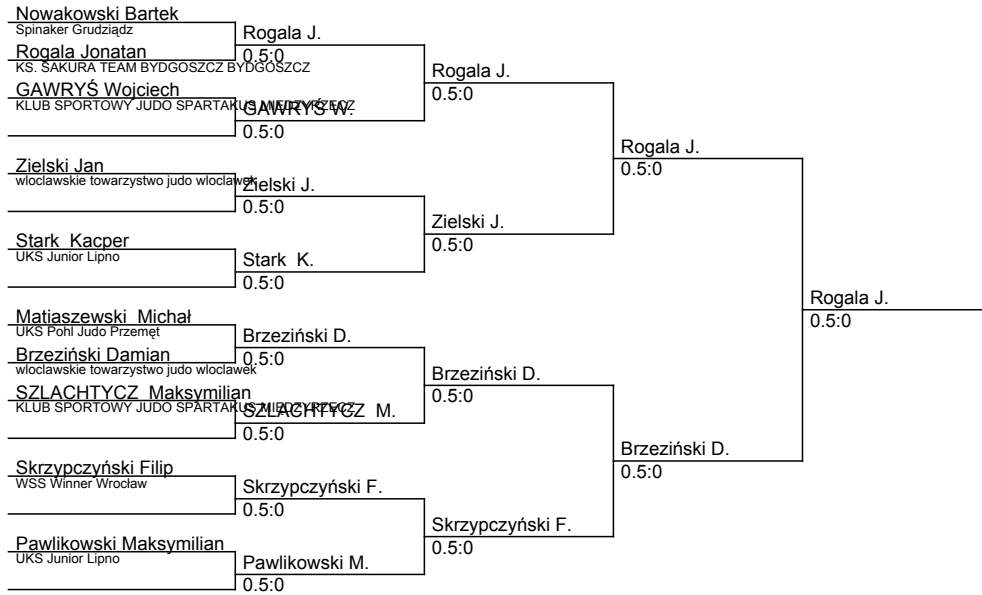 Nowakowski Bartek
Spinaker Grudziądz
Rogala J.
0.5:0
Rogala Jonatan
KS. SAKURA TEAM BYDGOSZCZ BYDGOSZCZ
Rogala J.
0.5:0
GAWRYŚ Wojciech
KLUB SPORTOWY JUDO SPARTAKUS MIĘDZYRZECZ
GAWRYŚ W.
0.5:0
Rogala J.
0.5:0
Zielski Jan
wloclawskie towarzystwo judo wloclawek
Zielski J.
0.5:0
Zielski J.
0.5:0
Stark  Kacper
UKS Junior Lipno
Stark  K.
0.5:0
Rogala J.
0.5:0
Matiaszewski  Michał
UKS Pohl Judo Przemęt
Brzeziński D.
0.5:0
Brzeziński Damian
wloclawskie towarzystwo judo wloclawek
Brzeziński D.
0.5:0
SZLACHTYCZ  Maksymilian
KLUB SPORTOWY JUDO SPARTAKUS MIĘDZYRZECZ
SZLACHTYCZ  M.
0.5:0
Brzeziński D.
0.5:0
Skrzypczyński Filip
WSS Winner Wrocław
Skrzypczyński F.
0.5:0
Skrzypczyński F.
0.5:0
Pawlikowski Maksymilian
UKS Junior Lipno
Pawlikowski M.
0.5:0